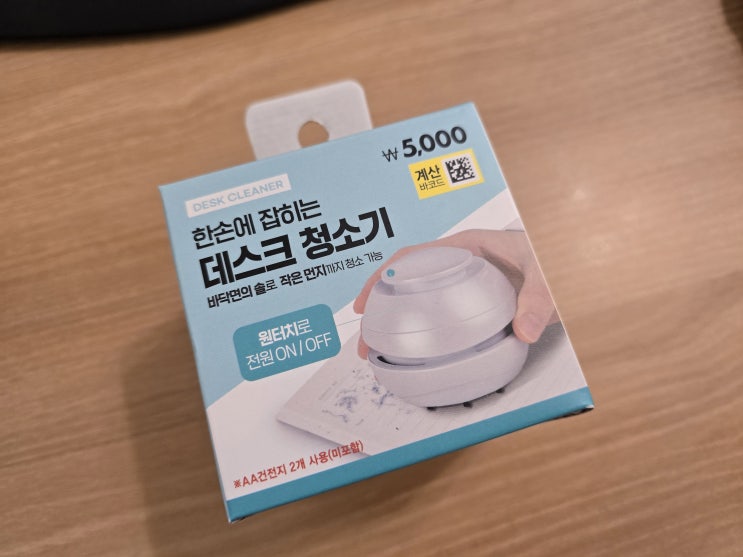 ₩ 5,000
계산
바코드
DESK CLEANER
한손에 잡히는
데스크 청소기
바닥면의 솔로 작은 먼지까지 청소 가능
원터치로
전원 ON / OFF
※AA건전지 2개 사용(미포함)